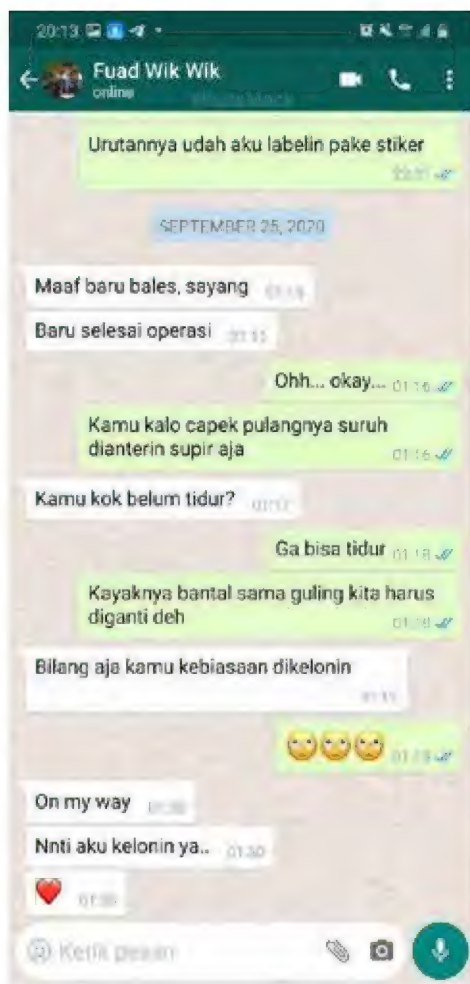 20:13
Fuad Wik Wik
online
Urutannya udah aku labelin pake stiker
SEPTEMBER 25, 2020
Maaf baru bales, sayang
Baru selesai operasi
Ohh... okay... 01:16
Kamu kalo capek pulangnya suruh
dianterin supir aja
01:16
Kamu kok belum tidur?
Ga bisa tidur 01:18
Kayaknya bantal sama guling kita harus
diganti deh
Bilang aja kamu kebiasaan dikelonin
🙄🙄🙄
On my way
Nnti aku kelonin ya..
❤️
Ketik pesan